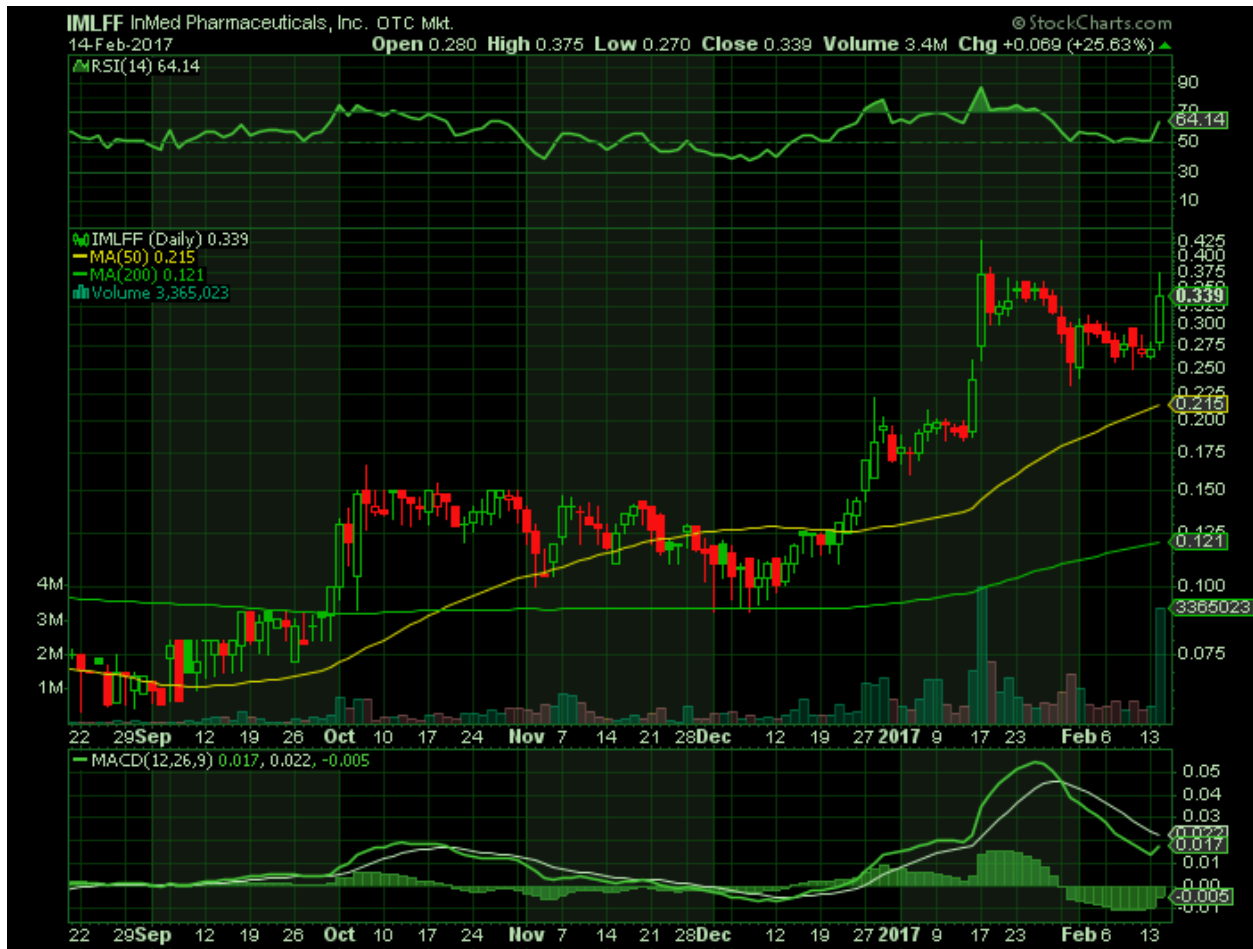 IMLFF InMed Pharmaceuticals, Inc. OTC Mkt. © StockCharts.com
14-Feb-2017 Open 0.280 High 0.375 Low 0.270 Close 0.339 Volume 3.4M Chg +0.069 (+25.63%)
RSI(14) 64.14
90
70
64.14
50
30
10
IMLFF (Daily) 0.339
MA(50) 0.215
MA(200) 0.121
Volume 3,365,023
0.425
0.400
0.375
0.339
0.300
0.275
0.250
0.225
0.215
0.200
0.175
0.150
0.125
0.121
0.100
3365023
0.075
4M
3M
2M
1M
22 29 Sep 12 19 26 Oct 10 17 24 Nov 7 14 21 28 Dec 12 19 27 2017 9 17 23 Feb 6 13
MACD(12,26,9) 0.017, 0.022, -0.005
0.05
0.04
0.03
0.022
0.017
0.01
0.00
-0.005
-0.01
22 29 Sep 12 19 26 Oct 10 17 24 Nov 7 14 21 28 Dec 12 19 27 2017 9 17 23 Feb 6 13